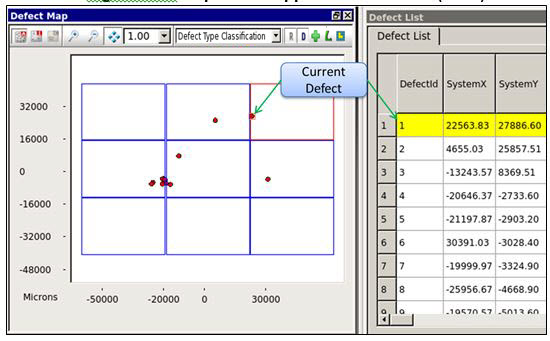 Defect Map
Defect List
1.00
Defect Type Classification
R
D
Defect List
Current
Defect
DefectId SystemX SystemY
1 1 22563.83 27886.60
2 2 4655.03 25857.51
3 3 -13243.57 8369.51
4 4 -20646.37 -2733.60
5 5 -21197.87 -2903.20
6 6 30391.03 -3028.40
7 7 -19999.97 -3324.90
8 8 -25956.67 -4668.90
9 9 -19570.57 -5013.60
32000
16000
0
-16000
-32000
-48000
Microns
-50000 -20000 0 30000